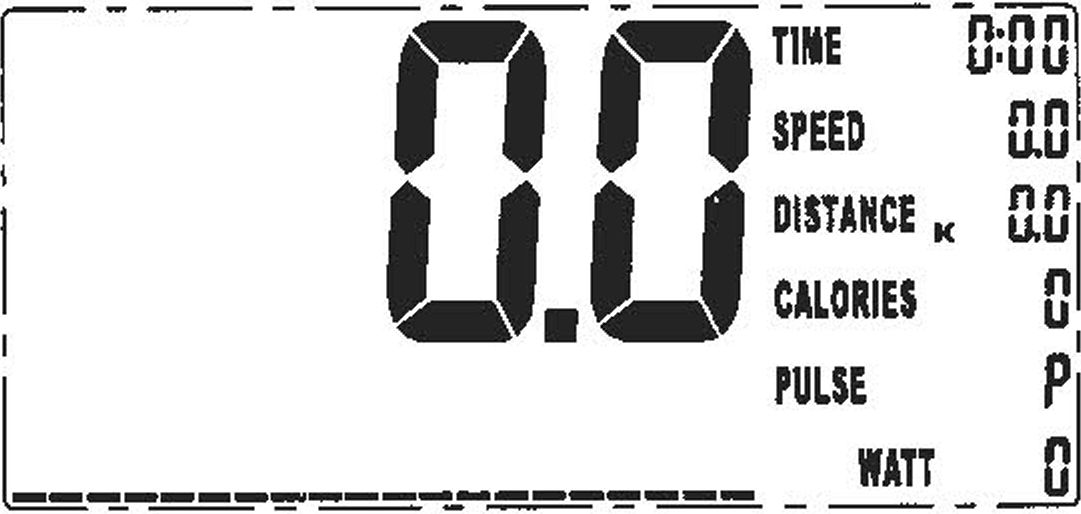 0.0
TIME 0:00
SPEED 0.0
DISTANCE K 0.0
CALORIES 0
PULSE P
WATT 0